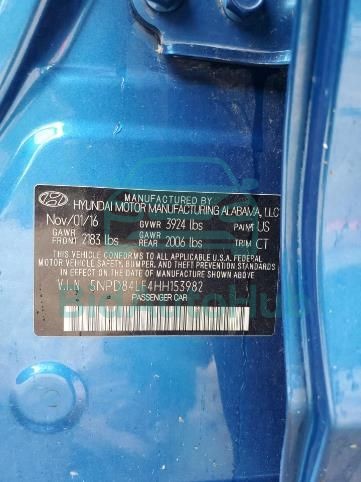 MANUFACTURED BY
HYUNDAI MOTOR MANUFACTURING ALABAMA, LLC
Nov/01/16 GVWR 3924 lbs PAINT US
GAWR FRONT 2183 lbs GAWR REAR 2006 lbs TRIM CT
THIS VEHICLE CONFORMS TO ALL APPLICABLE U.S.A. FEDERAL
MOTOR VEHICLE SAFETY, BUMPER, AND THEFT PREVENTION STANDARDS
IN EFFECT ON THE DATE OF MANUFACTURE SHOWN ABOVE.
V.I.N 5NPD84LF4HH153982
PASSENGER CAR
BidAutoHub